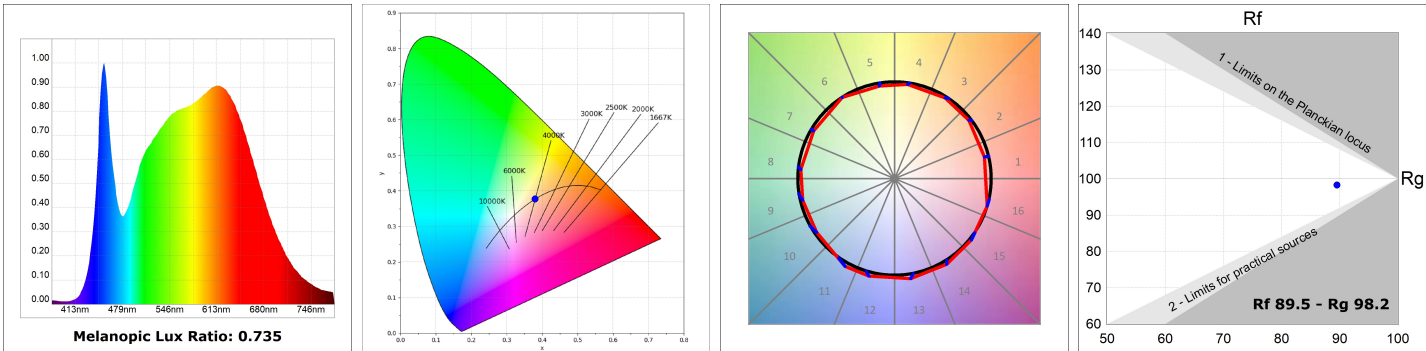 1.00
0.90
0.80
0.70
0.60
0.50
0.40
0.30
0.20
0.10
0.00
413nm 479nm 546nm 613nm 680nm 746nm
Melanopic Lux Ratio: 0.735
0.9
0.8
0.7
0.6
0.5
0.4
0.3
0.2
0.1
0.0
y
0.0 0.1 0.2 0.3 0.4 0.5 0.6 0.7 0.8
x
10000K
6000K
4000K
3000K
2500K
2000K
1667K
1
2
3
4
5
6
7
8
9
10
11
12
13
14
15
16
Rf
140
130
120
110
100
90
80
70
60
50 60 70 80 90 100
Rg
1 - Limits on the Planckian locus
2 - Limits for practical sources
Rf 89.5 - Rg 98.2